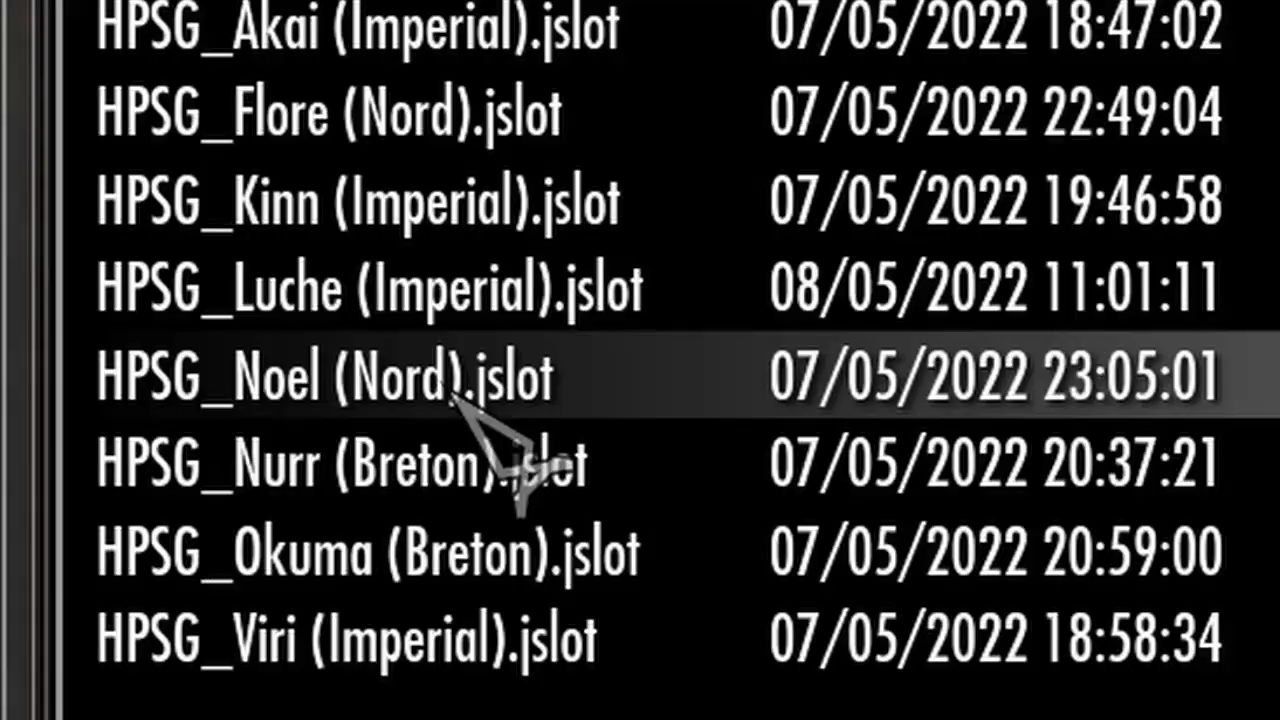 HPSG_Akai (Imperial).jslot 07/05/2022 18:47:02
HPSG_Flore (Nord).jslot 07/05/2022 22:49:04
HPSG_Kinn (Imperial).jslot 07/05/2022 19:46:58
HPSG_Luche (Imperial).jslot 08/05/2022 11:01:11
HPSG_Noel (Nord).jslot 07/05/2022 23:05:01
HPSG_Nurr (Breton).jslot 07/05/2022 20:37:21
HPSG_Okuma (Breton).jslot 07/05/2022 20:59:00
HPSG_Viri (Imperial).jslot 07/05/2022 18:58:34